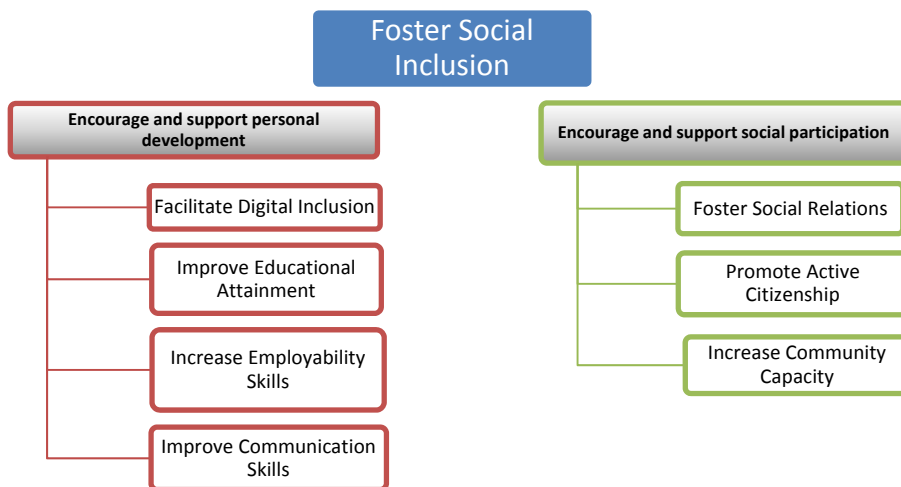 Foster Social
Inclusion
Encourage and support personal
development
Facilitate Digital Inclusion
Improve Educational
Attainment
Increase Employability
Skills
Improve Communication
Skills
Encourage and support social participation
Foster Social Relations
Promote Active
Citizenship
Increase Community
Capacity